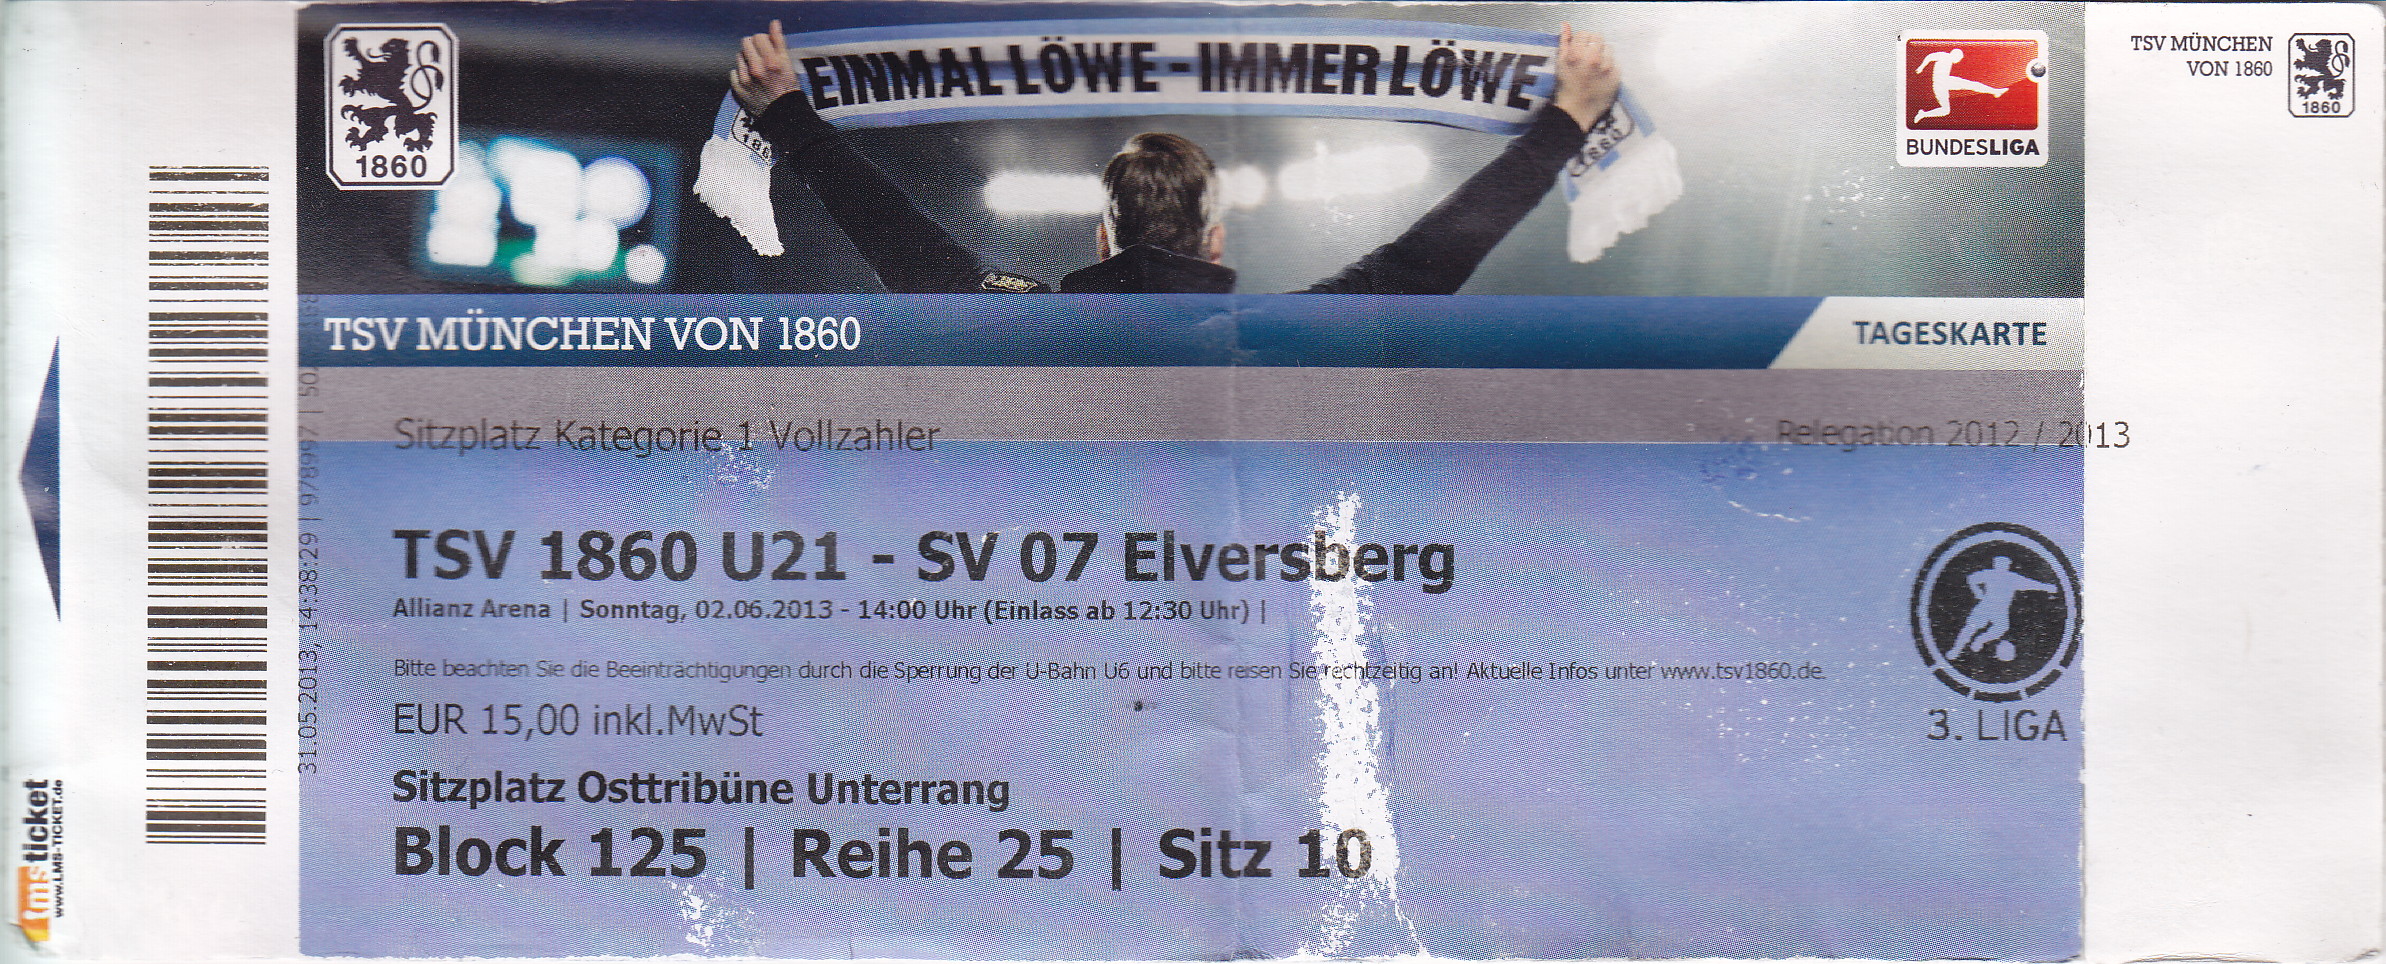 EINMAL LÖWE - IMMER LÖWE
1860
1860
1860
BUNDESLIGA
TSV MÜNCHEN
VON 1860
1860
TSV MÜNCHEN VON 1860
TAGESKARTE
Sitzplatz Kategorie 1 Vollzahler
Relegation 2012 / 2013
TSV 1860 U21 - SV 07 Elversberg
Allianz Arena | Sonntag, 02.06.2013 - 14:00 Uhr (Einlass ab 12:30 Uhr) |
Bitte beachten Sie die Beeinträchtigungen durch die Sperrung der U-Bahn U6 und bitte reisen Sie rechtzeitig an! Aktuelle Infos unter www.tsv1860.de.
EUR 15,00 inkl.MwSt
3. LIGA
Sitzplatz Osttribüne Unterrang
Block 125 | Reihe 25 | Sitz 10
31.05.2013, 14:38:29 | 978997 |
lmsticket
www.LMS-TICKET.de